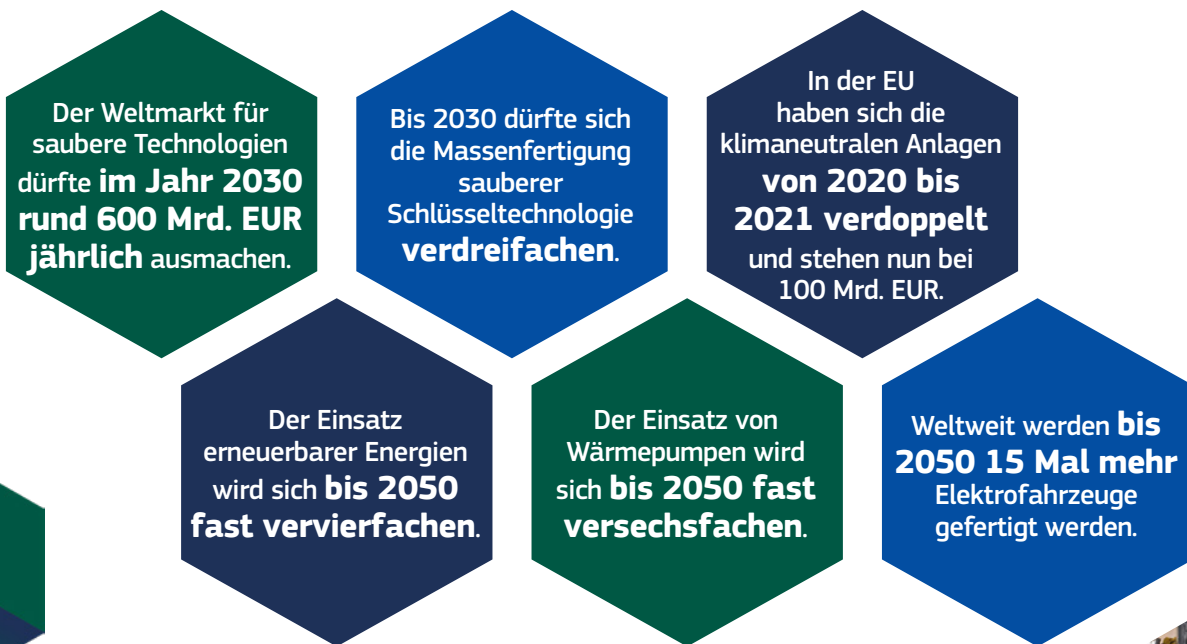 Der Weltmarkt für
saubere Technologien
dürfte im Jahr 2030
rund 600 Mrd. EUR
jährlich ausmachen.
Bis 2030 dürfte sich
die Massenfertigung
sauberer
Schlüsseltechnologie
verdreifachen.
In der EU
haben sich die
klimaneutralen Anlagen
von 2020 bis
2021 verdoppelt
und stehen nun bei
100 Mrd. EUR.
Der Einsatz
erneuerbarer Energien
wird sich bis 2050
fast vervierfachen.
Der Einsatz von
Wärmepumpen wird
sich bis 2050 fast
versechsfachen.
Weltweit werden bis
2050 15 Mal mehr
Elektrofahrzeuge
gefertigt werden.